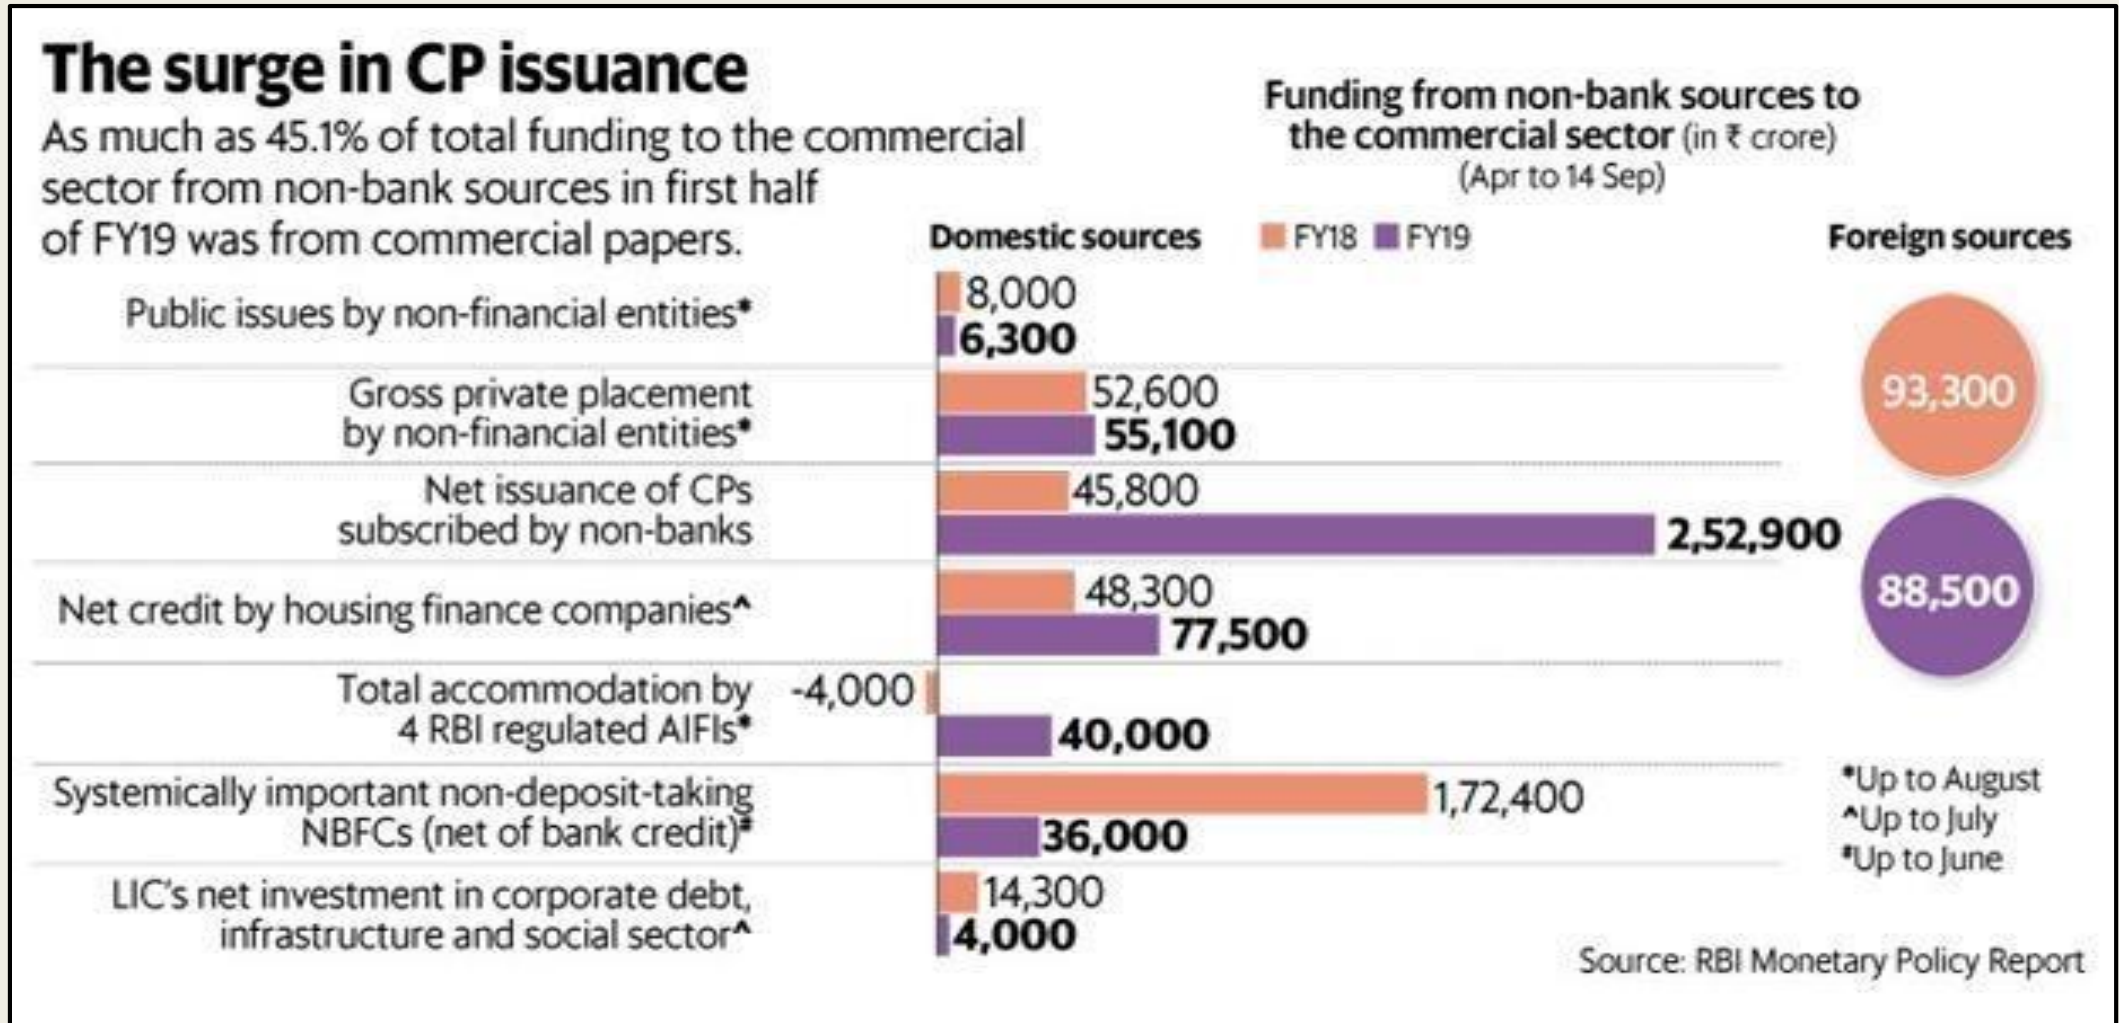 The surge in CP issuance
As much as 45.1% of total funding to the commercial
sector from non-bank sources in first half
of FY19 was from commercial papers.
Funding from non-bank sources to
the commercial sector (in ₹ crore)
(Apr to 14 Sep)
Domestic sources
FY18 FY19
Foreign sources
Public issues by non-financial entities*
8,000
6,300
Gross private placement
by non-financial entities*
52,600
55,100
Net issuance of CPs
subscribed by non-banks
45,800
2,52,900
Net credit by housing finance companies^
48,300
77,500
Total accommodation by
4 RBI regulated AIFIs*
-4,000
40,000
Systemically important non-deposit-taking
NBFCs (net of bank credit)#
1,72,400
36,000
LIC's net investment in corporate debt,
infrastructure and social sector^
14,300
4,000
93,300
88,500
*Up to August
^Up to July
#Up to June
Source: RBI Monetary Policy Report